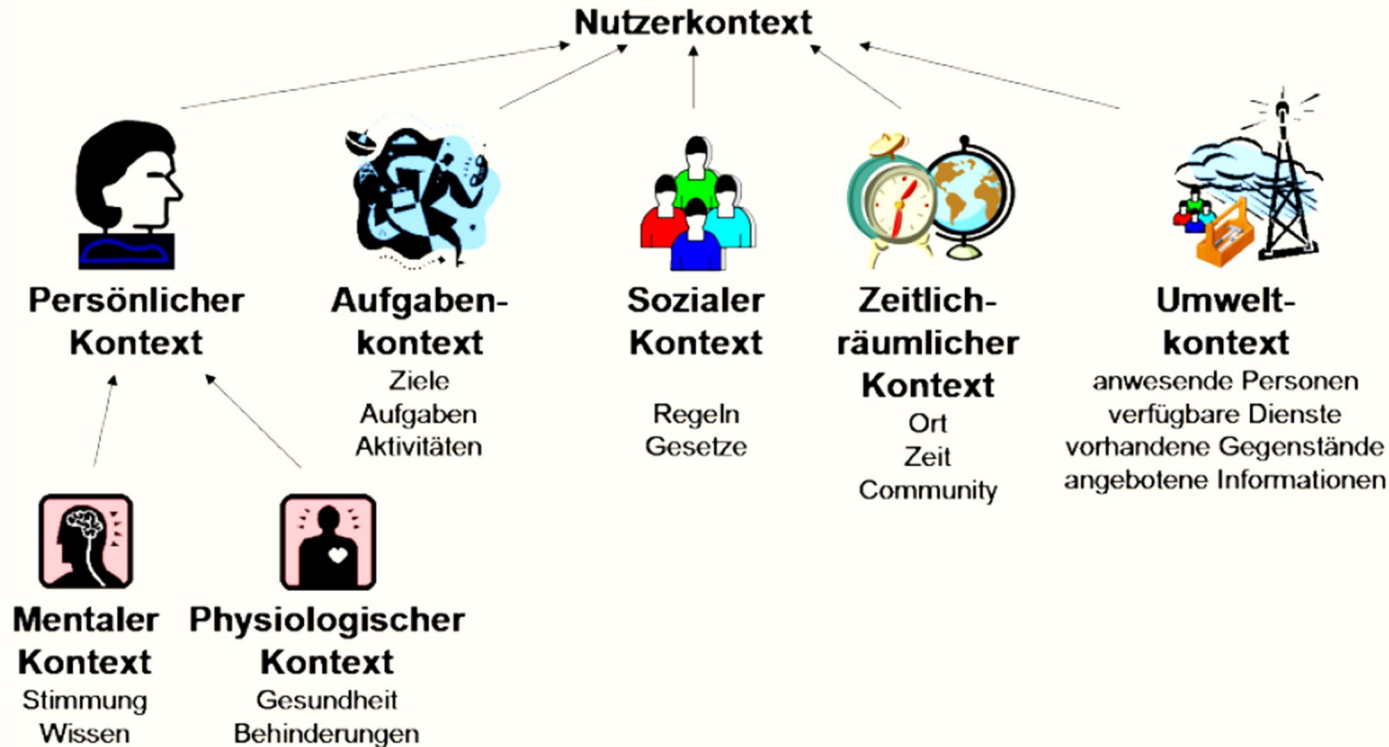 Nutzerkontext
Persönlicher
Kontext
Aufgaben-
kontext
Ziele
Aufgaben
Aktivitäten
Sozialer
Kontext
Regeln
Gesetze
Zeitlich-
räumlicher
Kontext
Ort
Zeit
Community
Umwelt-
kontext
anwesende Personen
verfügbare Dienste
vorhandene Gegenstände
angebotene Informationen
Mentaler
Kontext
Stimmung
Wissen
Physiologischer
Kontext
Gesundheit
Behinderungen